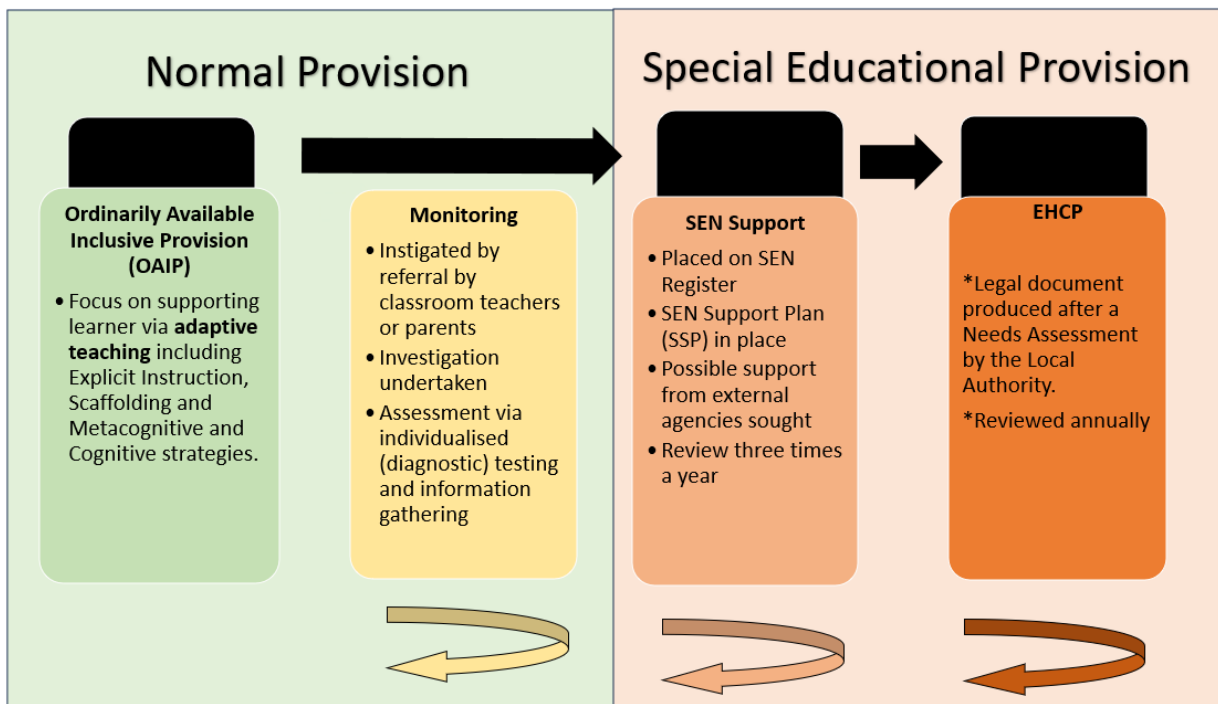 Normal Provision
Special Educational Provision
Ordinarily Available
Inclusive Provision
(OAIP)
• Focus on supporting
learner via adaptive
teaching including
Explicit Instruction,
Scaffolding and
Metacognitive and
Cognitive strategies.
Monitoring
• Instigated by
referral by
classroom teachers
or parents
• Investigation
undertaken
• Assessment via
individualised
(diagnostic) testing
and information
gathering
SEN Support
• Placed on SEN
Register
• SEN Support Plan
(SSP) in place
• Possible support
from external
agencies sought
• Review three times
a year
EHCP
*Legal document
produced after a
Needs Assessment
by the Local
Authority.
*Reviewed annually